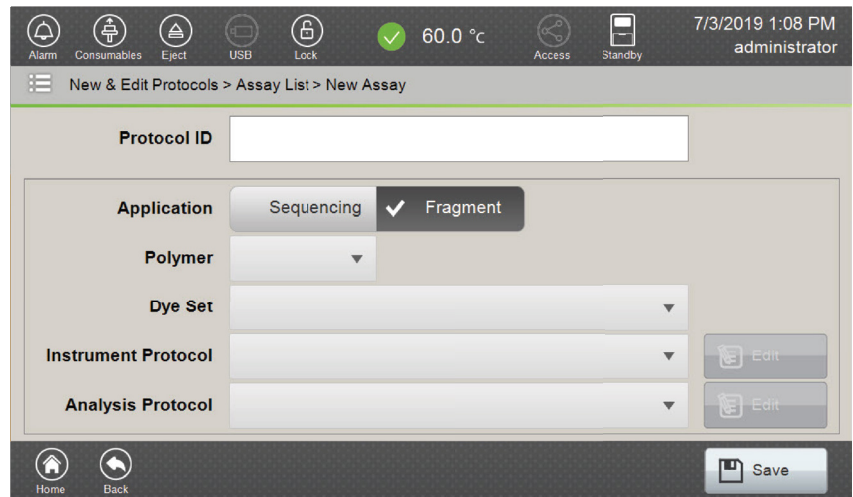 Alarm Consumables Eject USB Lock 60.0 °C Access Standby 7/3/2019 1:08 PM
administrator
New & Edit Protocols > Assay List > New Assay
Protocol ID
Application Sequencing Fragment
Polymer
Dye Set
Instrument Protocol Edit
Analysis Protocol Edit
Home Back Save